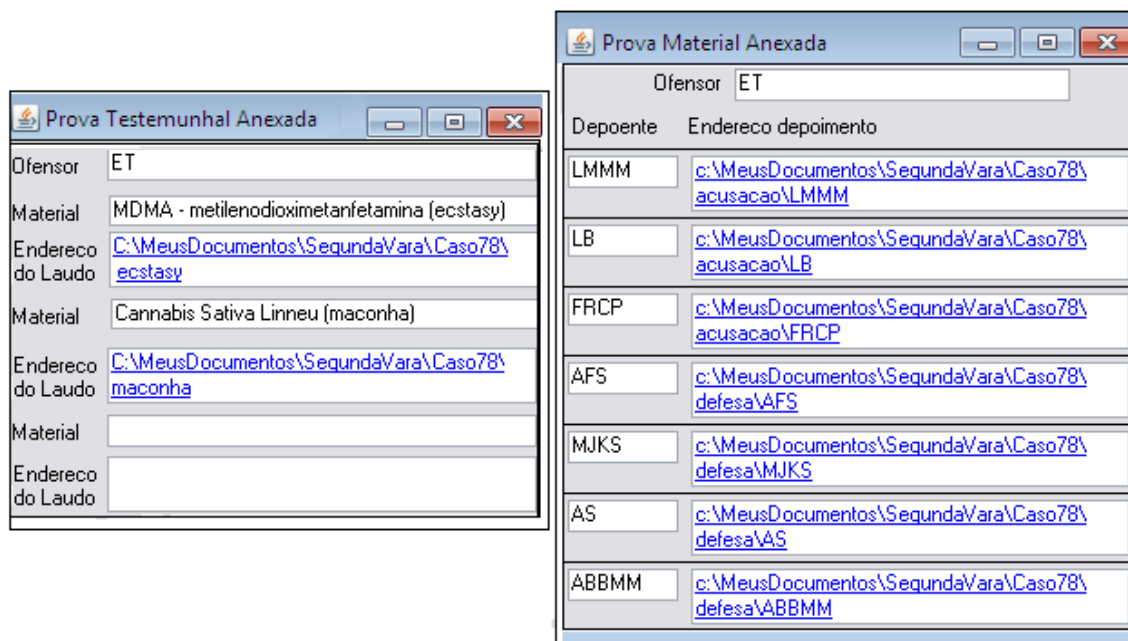 Prova Testemunhal Anexada
Ofensor ET
Material MDMA - metilenodioximetanfetamina (ecstasy)
Endereco do Laudo C:\MeusDocumentos\SegundaVara\Caso78\
ecstasy
Material Cannabis Sativa Linneu (maconha)
Endereco do Laudo C:\MeusDocumentos\SegundaVara\Caso78\
maconha
Material
Endereco
do Laudo
Prova Material Anexada
Ofensor ET
Depoente Endereco depoimento
LMMM c:\MeusDocumentos\SegundaVara\Caso78\
acusacao\LMMM
LB c:\MeusDocumentos\SegundaVara\Caso78\
acusacao\LB
FRCP c:\MeusDocumentos\SegundaVara\Caso78\
acusacao\FRCP
AFS c:\MeusDocumentos\SegundaVara\Caso78\
defesa\AFS
MJKS c:\MeusDocumentos\SegundaVara\Caso78\
defesa\MJKS
AS c:\MeusDocumentos\SegundaVara\Caso78\
defesa\AS
ABBMM c:\MeusDocumentos\SegundaVara\Caso78\
defesa\ABBMM